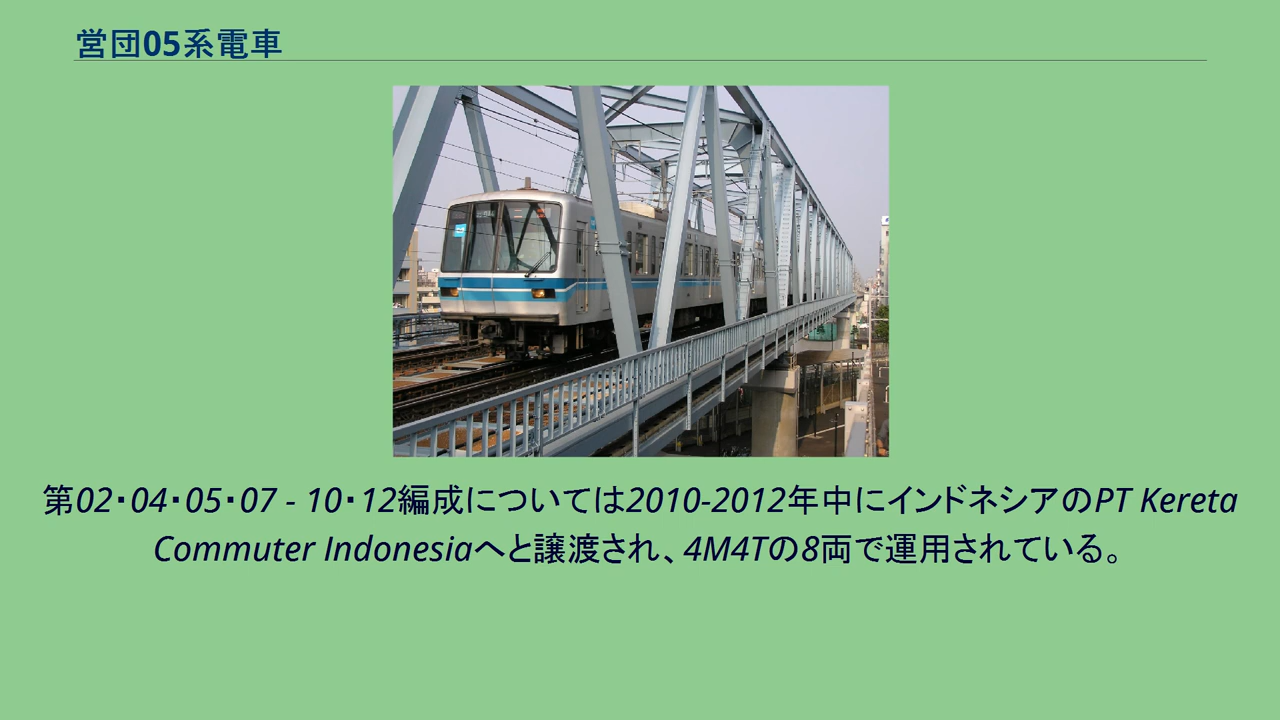 営団05系電車
第02・04・05・07 - 10・12編成については2010-2012年中にインドネシアのPT Kereta
Commuter Indonesiaへと譲渡され、4M4Tの8両で運用されている。